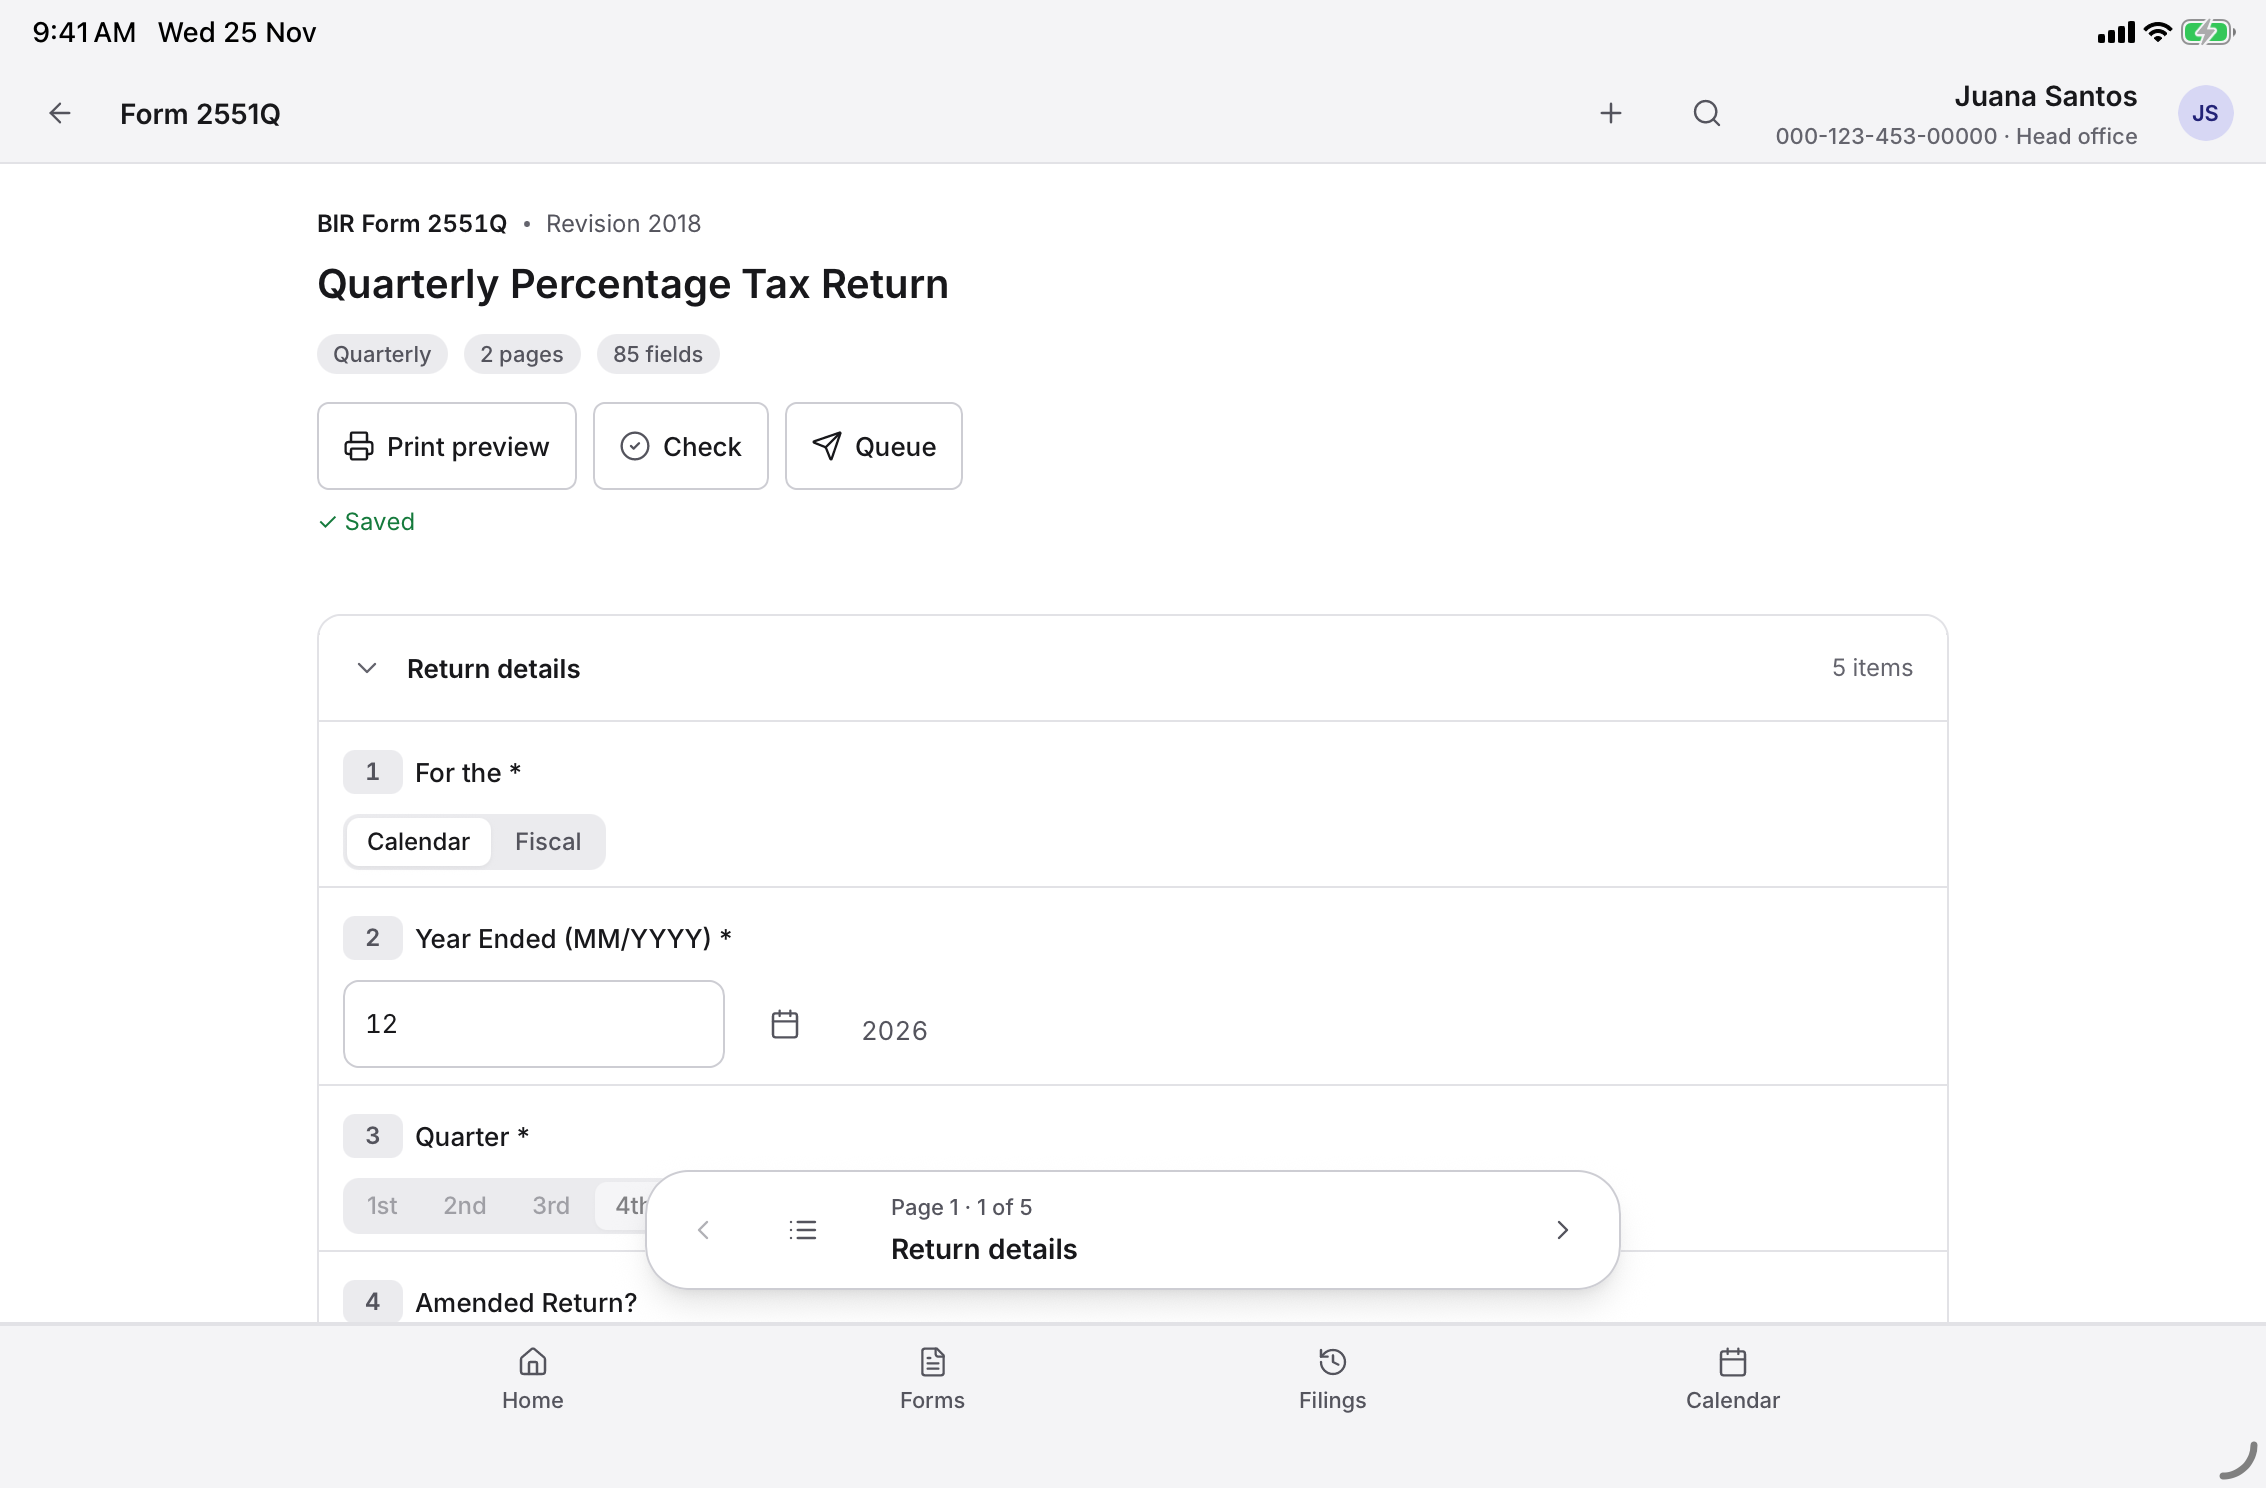 9:41 AM Wed 25 Nov
Form 2551Q
Juana Santos
000-123-453-00000 · Head office
JS
BIR Form 2551Q • Revision 2018
Quarterly Percentage Tax Return
Quarterly
2 pages
85 fields
Print preview
Check
Queue
Saved
Return details
5 items
1 For the *
Calendar Fiscal
2 Year Ended (MM/YYYY) *
12 2026
3 Quarter *
1st 2nd 3rd 4th
Page 1 · 1 of 5
Return details
4 Amended Return?
Home
Forms
Filings
Calendar